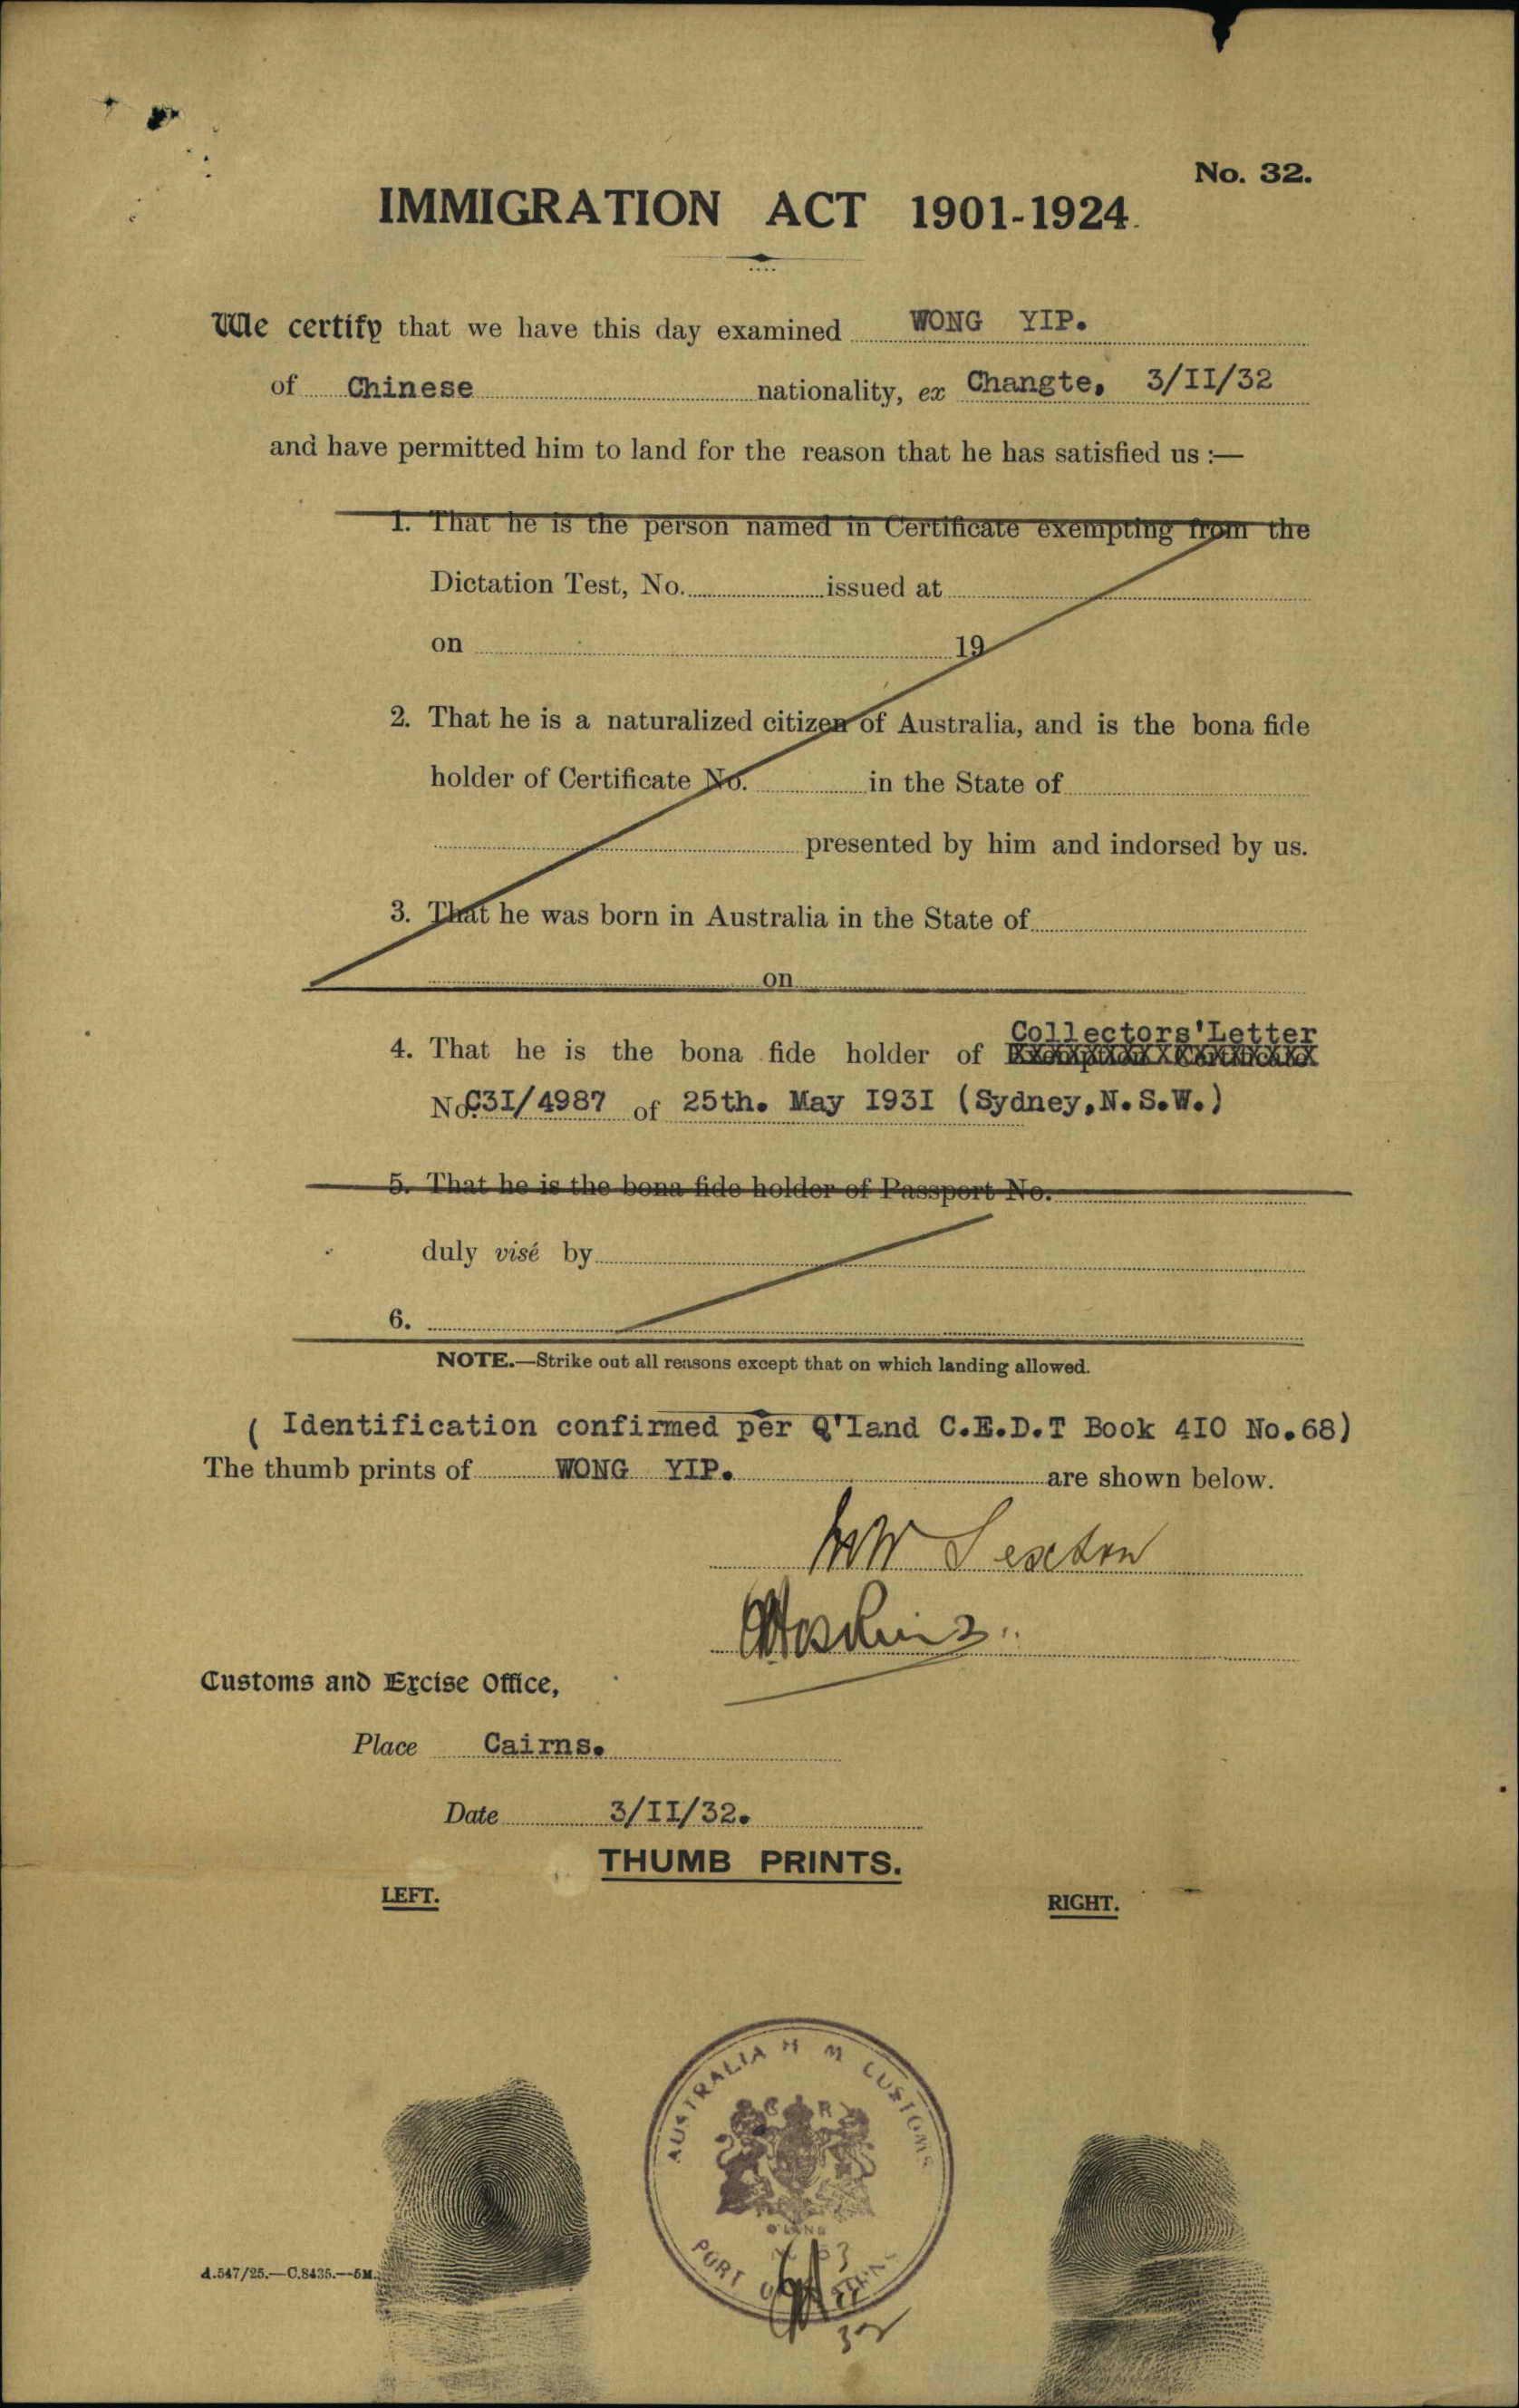 No. 32.
IMMIGRATION ACT 1901-1924.
We certify that we have this day examined WONG YIP.
of Chinese nationality, ex Changte, 3/II/32
and have permitted him to land for the reason that he has satisfied us :—
1. That he is the person named in Certificate exempting from the
Dictation Test, No. issued at
on 19
2. That he is a naturalized citizen of Australia, and is the bona fide
holder of Certificate No. in the State of
presented by him and indorsed by us.
3. That he was born in Australia in the State of
on
Collectors'Letter
4. That he is the bona fide holder of
No C3I/4987 of 25th. May I93I (Sydney,N.S.W.)
5. That he is the bona fide holder of Passport No.
duly visé by
6.
NOTE.—Strike out all reasons except that on which landing allowed.
( Identification confirmed per Q'land C.E.D.T Book 4I0 No.68)
The thumb prints of WONG YIP. are shown below.
Sexton
Customs and Excise Office,
Place Cairns.
Date 3/II/32.
THUMB PRINTS.
LEFT.
RIGHT.
AUSTRALIA H M CUSTOMS
G R
Q'LAND
PORT
A.547/25.—C.8435.—5M.
32